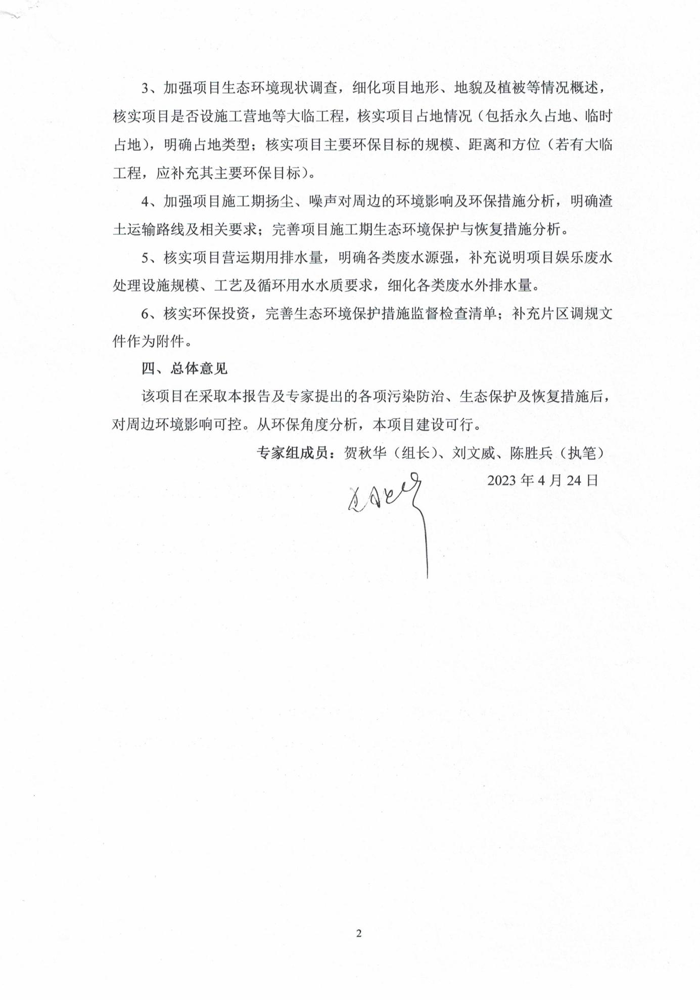 3、加强项目生态环境现状调查，细化项目地形、地貌及植被等情况概述，
核实项目是否设施工营地等大临工程，核实项目占地情况（包括永久占地、临时
占地），明确占地类型；核实项目主要环保目标的规模、距离和方位（若有大临
工程，应补充其主要环保目标）。
4、加强项目施工期扬尘、噪声对周边的环境影响及环保措施分析，明确渣
土运输路线及相关要求；完善项目施工期生态环境保护与恢复措施分析。
5、核实项目营运期用排水量，明确各类废水源强，补充说明项目娱乐废水
处理设施规模、工艺及循环用水水质要求，细化各类废水外排水量。
6、核实环保投资，完善生态环境保护措施监督检查清单；补充片区调规文
件作为附件。
四、总体意见
该项目在采取本报告及专家提出的各项污染防治、生态保护及恢复措施后，
对周边环境影响可控。从环保角度分析，本项目建设可行。
专家组成员：贺秋华（组长）、刘文威、陈胜兵（执笔）
2023 年 4 月 24 日
2